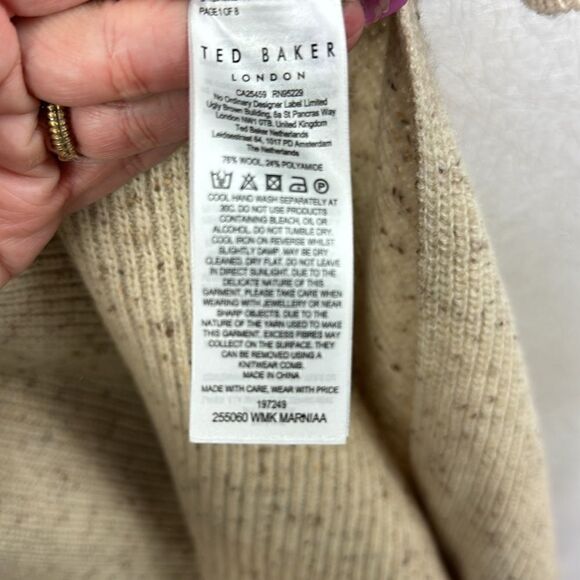 PAGE 1 OF 8
TED BAKER
LONDON
CA25459 RN95229
No Ordinary Designer Label Limited
Ugly Brown Building, 6a St Pancras Way
London NW1 0TB. United Kingdom
Ted Baker Netherlands
Leidsestraat 64, 1017 PD Amsterdam
The Netherlands
76% WOOL, 24% POLYAMIDE
COOL HAND WASH SEPARATELY AT
30C. DO NOT USE PRODUCTS
CONTAINING BLEACH, OIL OR
ALCOHOL. DO NOT TUMBLE DRY.
COOL IRON ON REVERSE WHILST
SLIGHTLY DAMP. MAY BE DRY
CLEANED. DRY FLAT. DO NOT LEAVE
IN DIRECT SUNLIGHT. DUE TO THE
DELICATE NATURE OF THIS
GARMENT, PLEASE TAKE CARE WHEN
WEARING WITH JEWELLERY OR NEAR
SHARP OBJECTS. DUE TO THE
NATURE OF THE YARN USED TO MAKE
THIS GARMENT. EXCESS FIBRES MAY
COLLECT ON THE SURFACE. THEY
CAN BE REMOVED USING A
KNITWEAR COMB.
MADE IN CHINA
MADE WITH CARE, WEAR WITH PRIDE
197249
255060 WMK MARNIAA